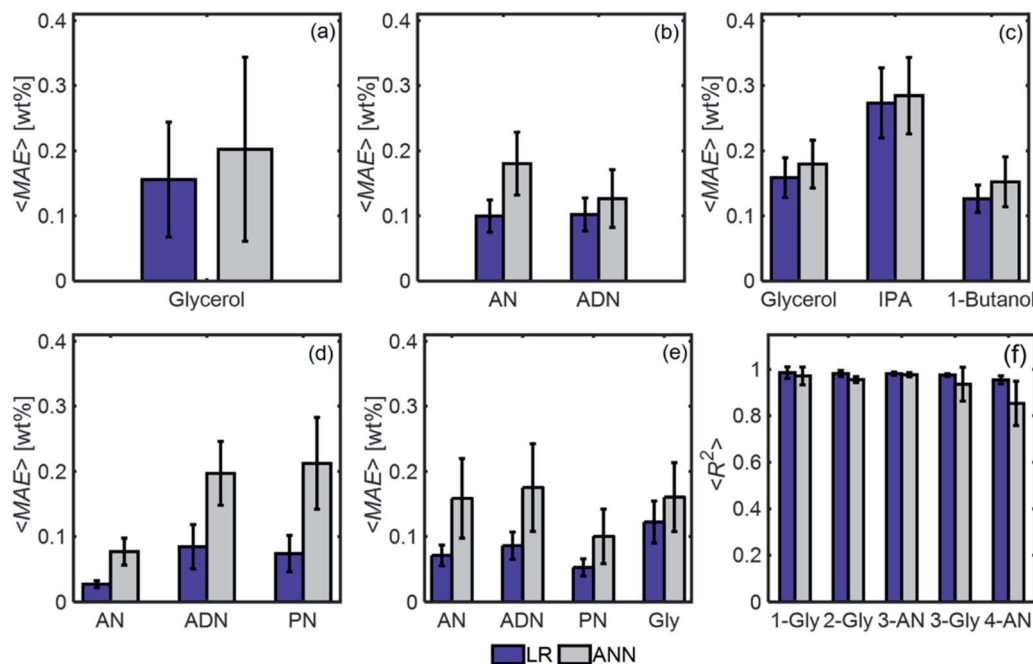 (a)
<MAE> [wt%]
0.4
0.3
0.2
0.1
0
Glycerol
(b)
<MAE> [wt%]
0.4
0.3
0.2
0.1
0
AN ADN
(c)
<MAE> [wt%]
0.4
0.3
0.2
0.1
0
Glycerol IPA 1-Butanol
(d)
<MAE> [wt%]
0.4
0.3
0.2
0.1
0
AN ADN PN
(e)
<MAE> [wt%]
0.4
0.3
0.2
0.1
0
AN ADN PN Gly
(f)
<R²>
1
0.8
0.6
0.4
0.2
0
1-Gly 2-Gly 3-AN 3-Gly 4-AN
LR ANN